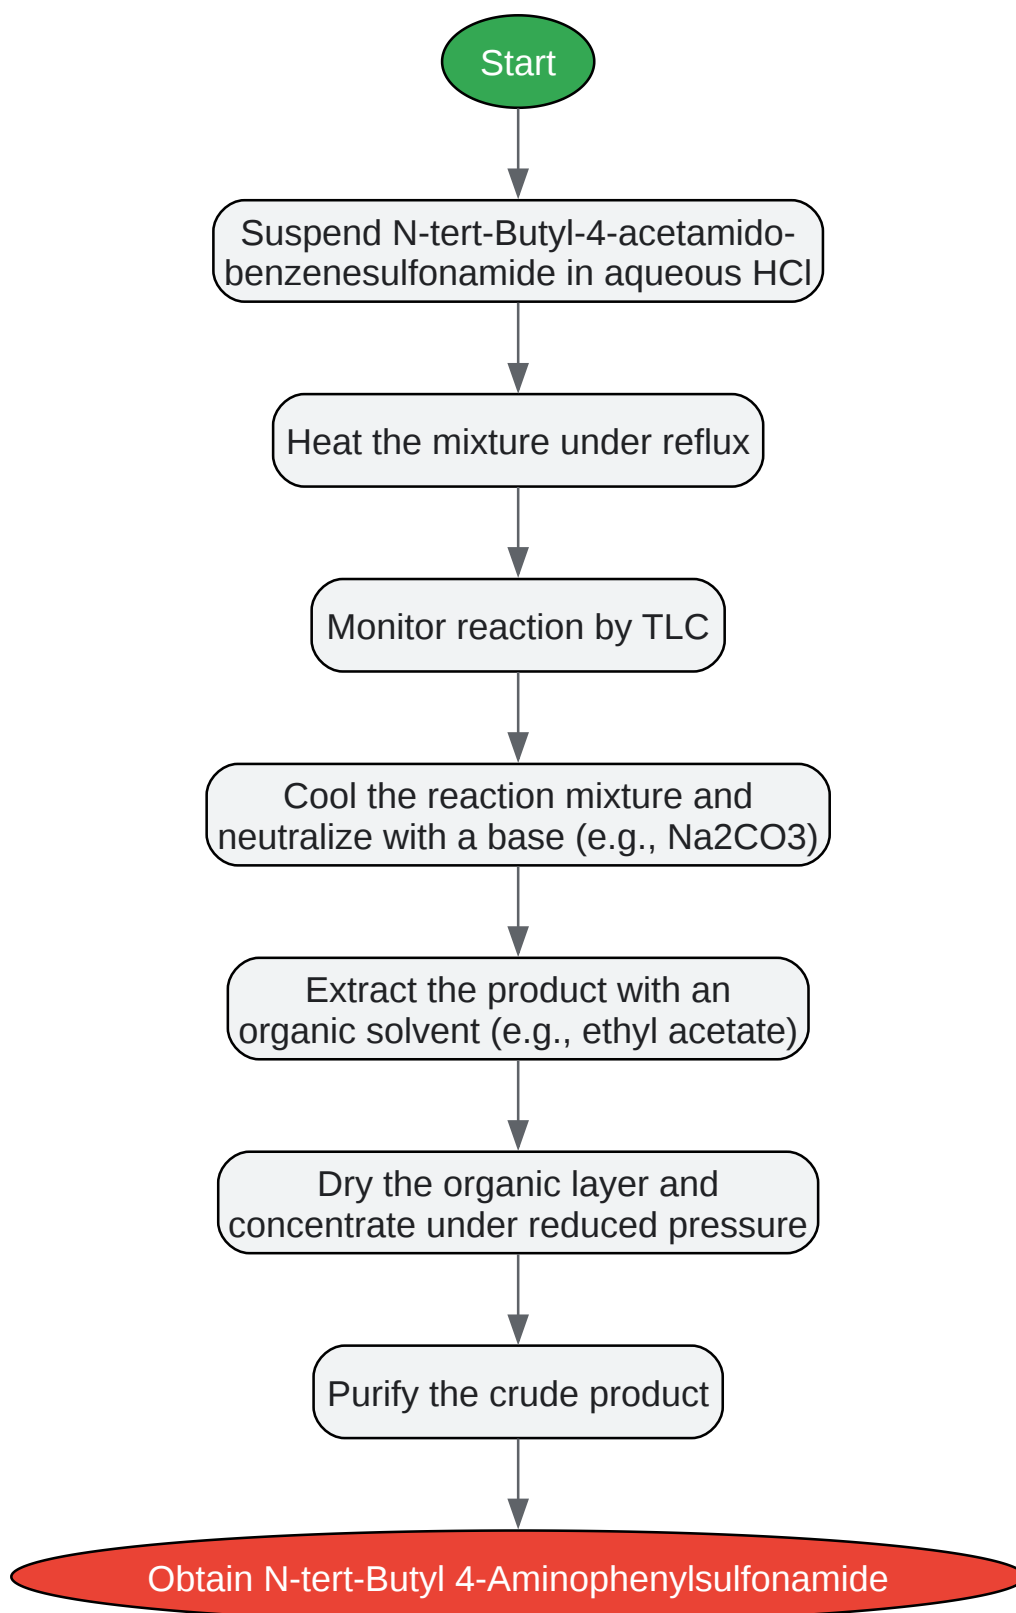 Start
Suspend N-tert-Butyl-4-acetamido-
benzenesulfonamide in aqueous HCl
Heat the mixture under reflux
Monitor reaction by TLC
Cool the reaction mixture and
neutralize with a base (e.g., Na2CO3)
Extract the product with an
organic solvent (e.g., ethyl acetate)
Dry the organic layer and
concentrate under reduced pressure
Purify the crude product
Obtain N-tert-Butyl 4-Aminophenylsulfonamide